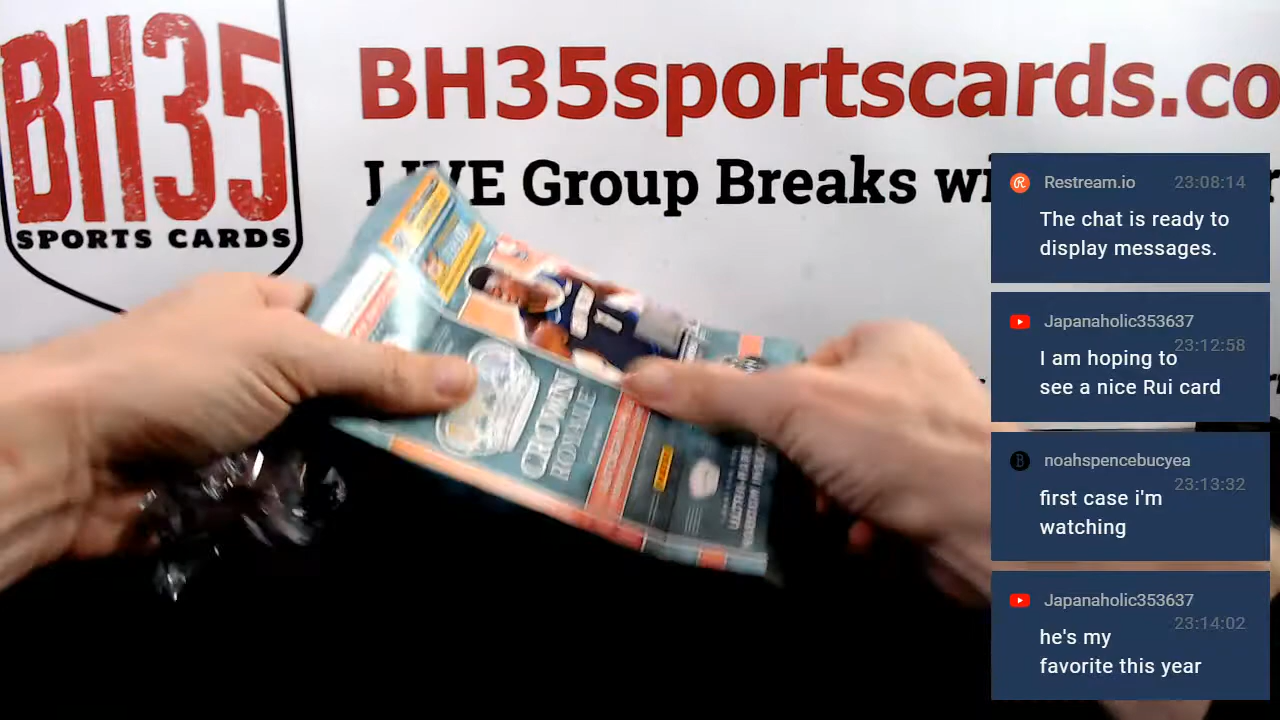 BH35
SPORTS CARDS
BH35sportscards.co
LIVE Group Breaks wi
Restream.io 23:08:14
The chat is ready to
display messages.
Japanaholic353637
23:12:58
I am hoping to
see a nice Rui card
noahspencebucyea
23:13:32
first case i'm
watching
Japanaholic353637
23:14:02
he's my
favorite this year
CROWN
ROYALE